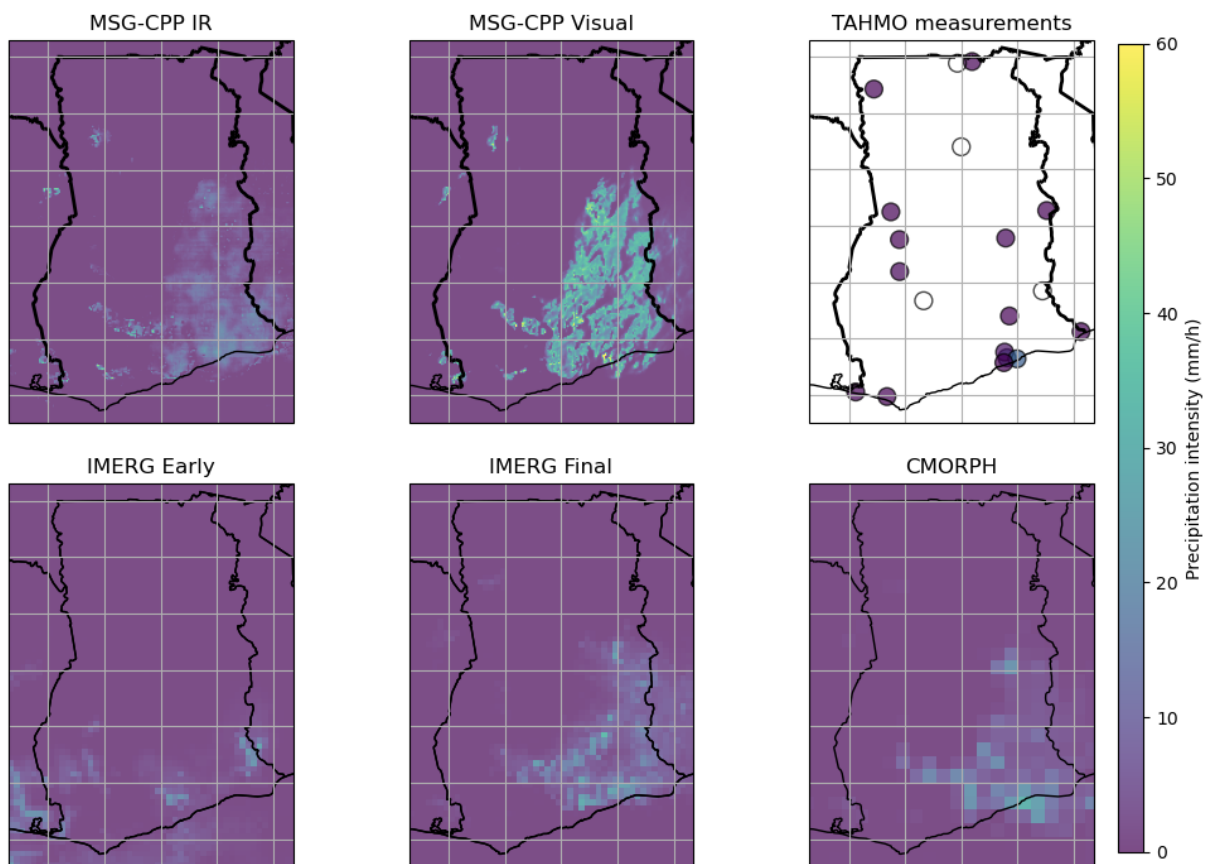 MSG-CPP IR
MSG-CPP Visual
TAHMO measurements
IMERG Early
IMERG Final
CMORPH
60
50
40
30
20
10
0
Precipitation intensity (mm/h)